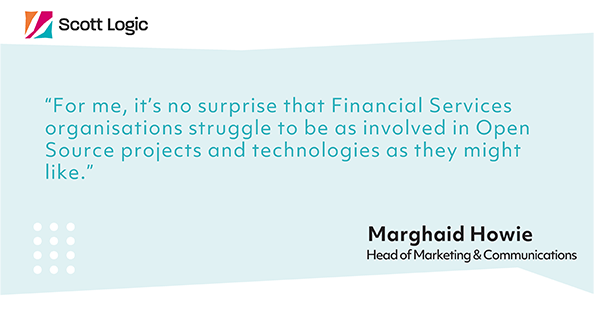 Scott Logic
“For me, it’s no surprise that Financial Services
organisations struggle to be as involved in Open
Source projects and technologies as they might
like.”
Marghaid Howie
Head of Marketing & Communications